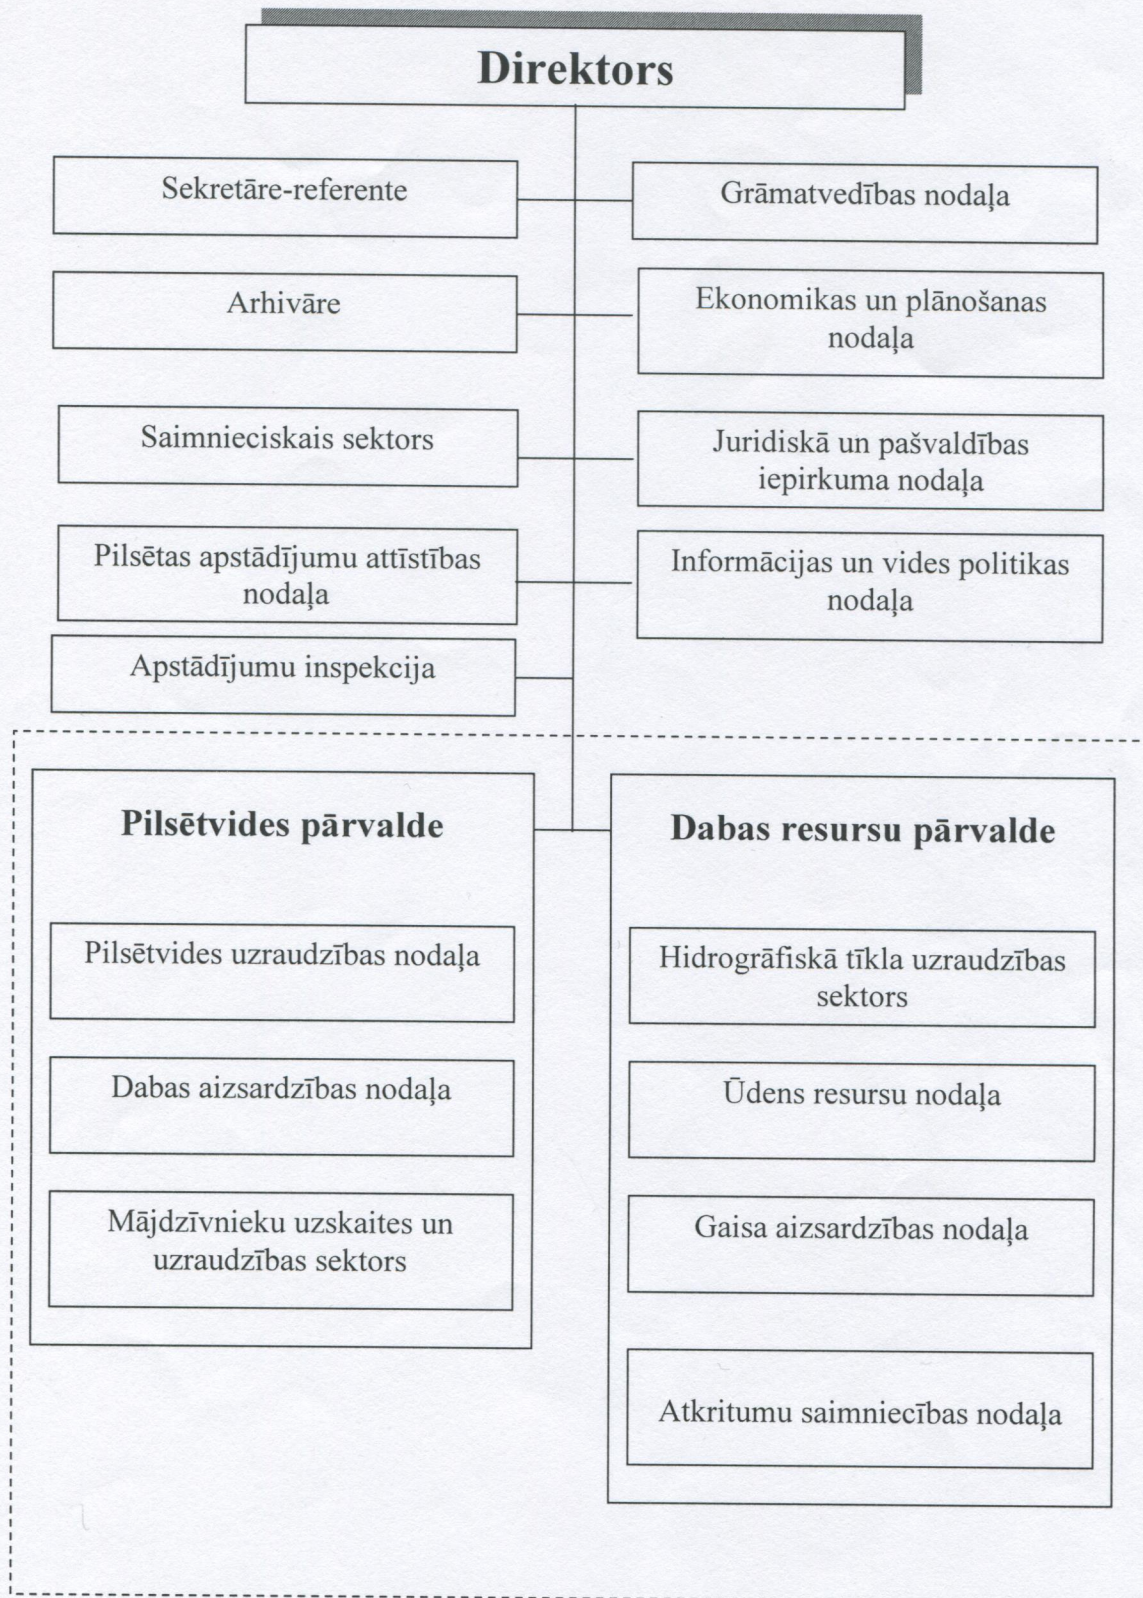 Direktors
Sekretāre-referente
Grāmatvedības nodaļa
Arhivāre
Ekonomikas un plānošanas
nodaļa
Saimnieciskais sektors
Juridiskā un pašvaldības
iepirkuma nodaļa
Pilsētas apstādījumu attīstības
nodaļa
Informācijas un vides politikas
nodaļa
Apstādījumu inspekcija
Pilsētvides pārvalde
Pilsētvides uzraudzības nodaļa
Dabas aizsardzības nodaļa
Mājdzīvnieku uzskaites un
uzraudzības sektors
Dabas resursu pārvalde
Hidrogrāfiskā tīkla uzraudzības
sektors
Ūdens resursu nodaļa
Gaisa aizsardzības nodaļa
Atkritumu saimniecības nodaļa